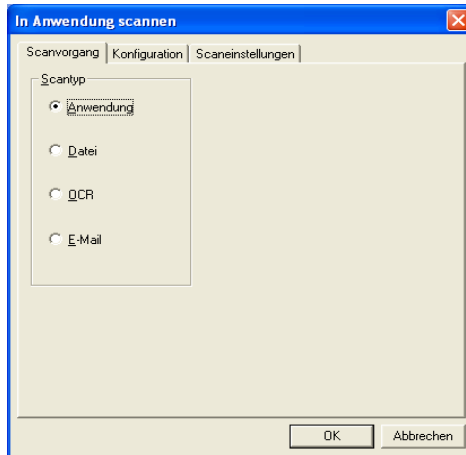 In Anwendung scannen
Scanvorgang Konfiguration Scaneinstellungen
Scantyp
Anwendung
Datei
OCR
E-Mail
OK Abbrechen